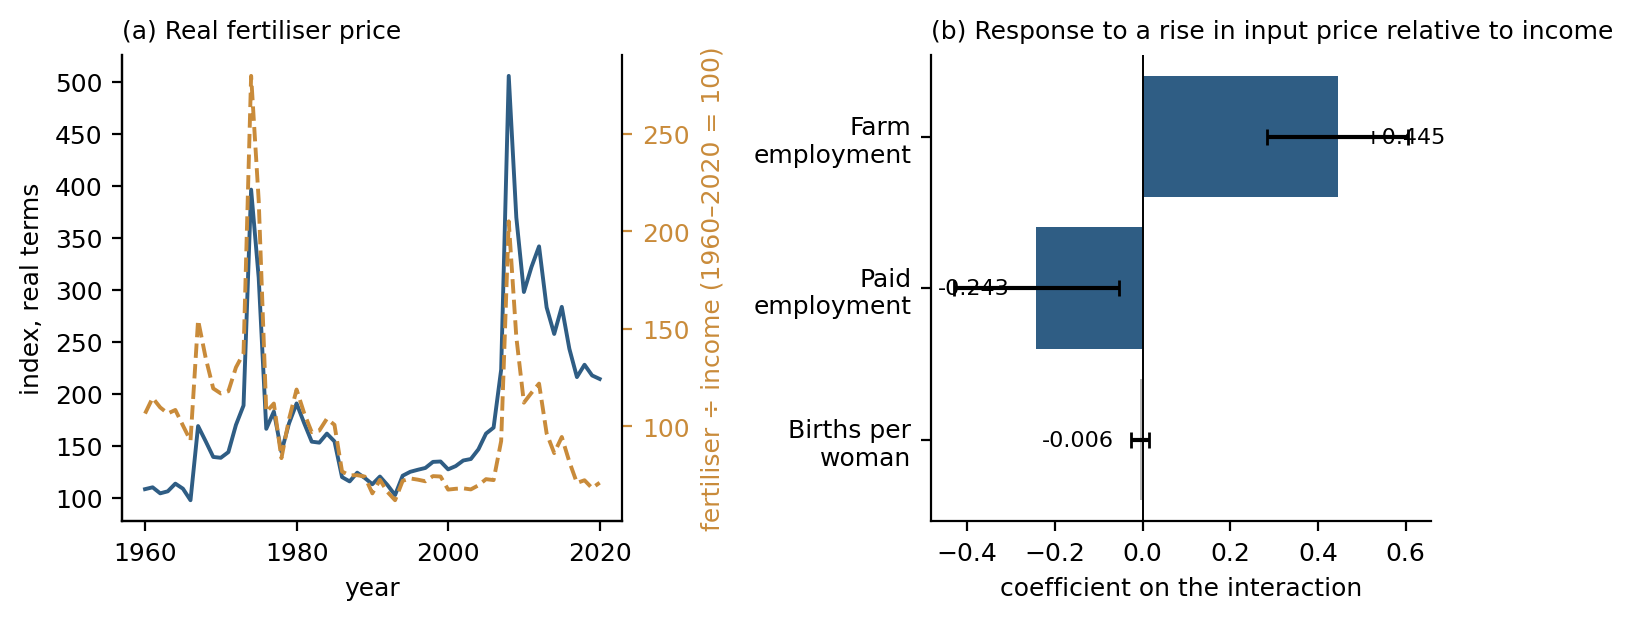 (a) Real fertiliser price
index, real terms
500
450
400
350
300
250
200
150
100
1960
1980
2000
2020
year
250
200
150
100
fertiliser ÷ income (1960–2020 = 100)
(b) Response to a rise in input price relative to income
Farm
employment
+0.445
Paid
employment
-0.243
Births per
woman
-0.006
−0.4
−0.2
0.0
0.2
0.4
0.6
coefficient on the interaction